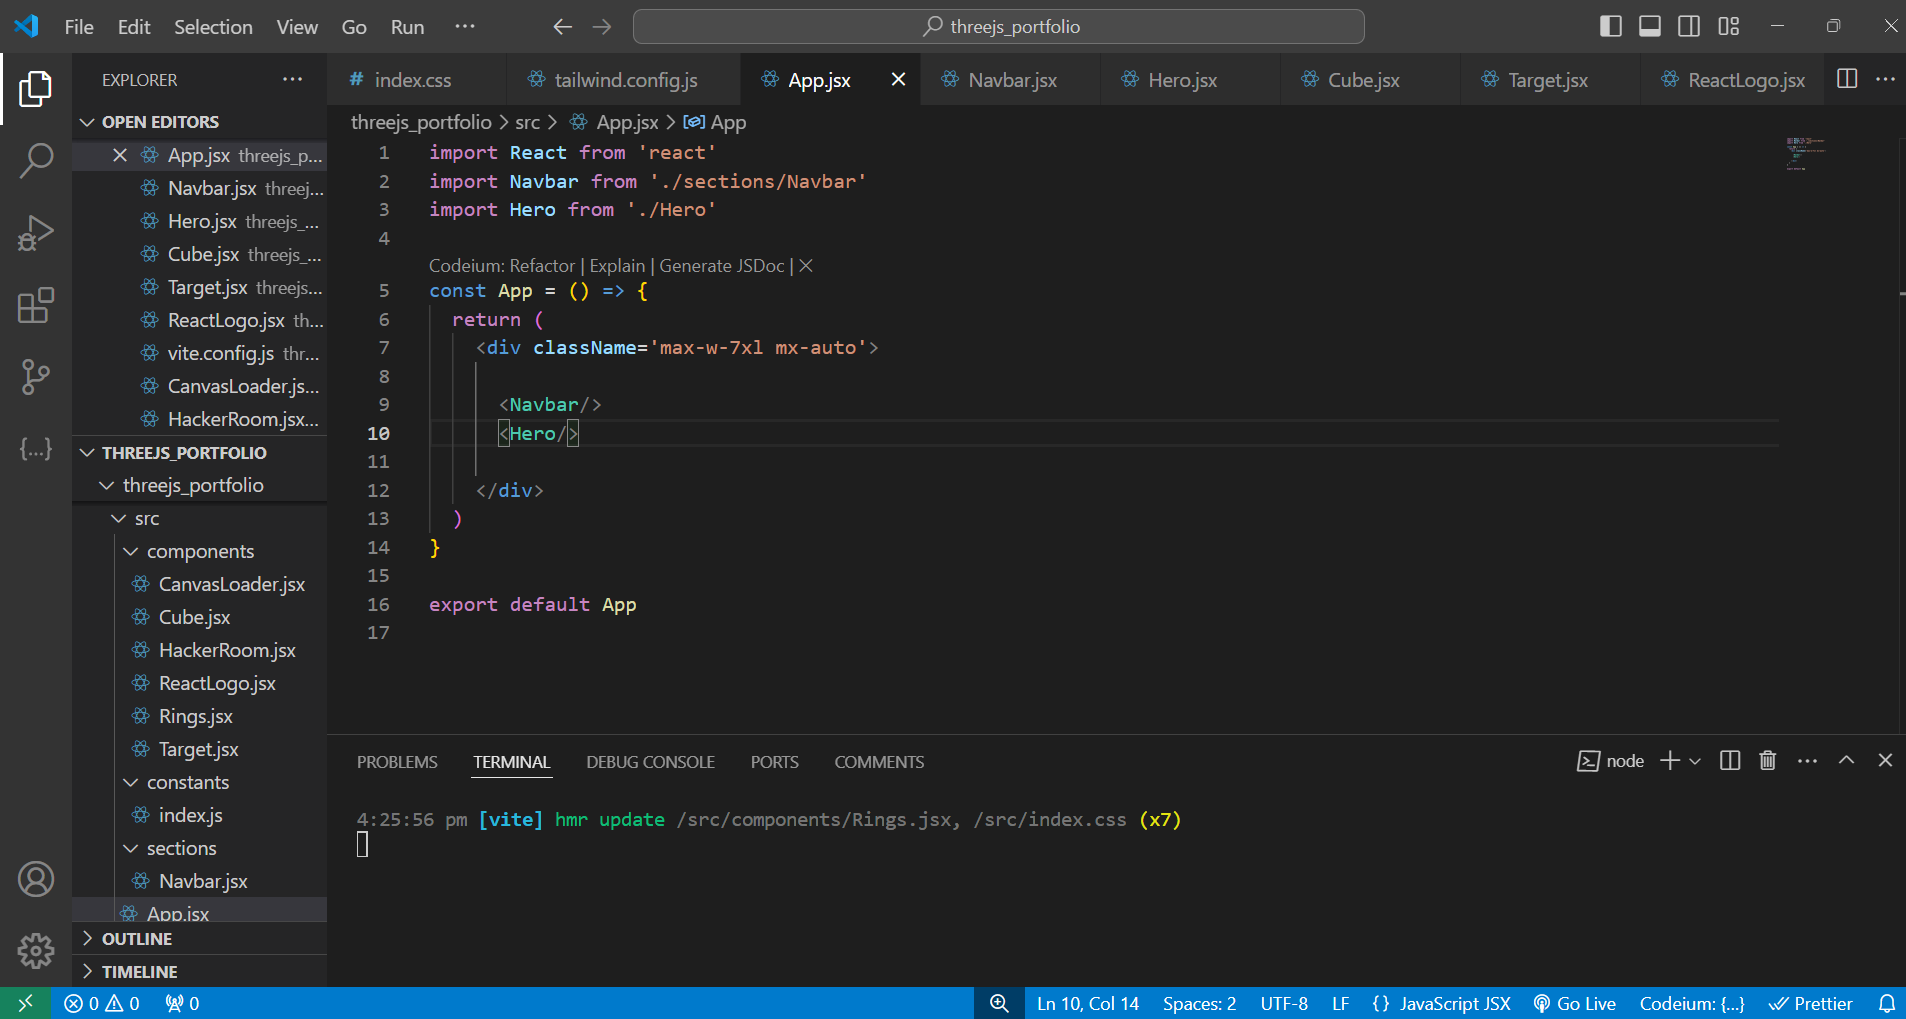 File Edit Selection View Go Run ··· threejs_portfolio
EXPLORER ···
OPEN EDITORS
App.jsx threejs_p...
Navbar.jsx threej...
Hero.jsx threejs_...
Cube.jsx threejs_...
Target.jsx threejs...
ReactLogo.jsx th...
vite.config.js thr...
CanvasLoader.js...
HackerRoom.jsx...
THREEJS_PORTFOLIO
threejs_portfolio
src
components
CanvasLoader.jsx
Cube.jsx
HackerRoom.jsx
ReactLogo.jsx
Rings.jsx
Target.jsx
constants
index.js
sections
Navbar.jsx
App.jsx
OUTLINE
TIMELINE
# index.css tailwind.config.js App.jsx Navbar.jsx Hero.jsx Cube.jsx Target.jsx ReactLogo.jsx ···
threejs_portfolio > src > App.jsx > App
1 import React from 'react'
2 import Navbar from './sections/Navbar'
3 import Hero from './Hero'
4
Codeium: Refactor | Explain | Generate JSDoc | ×
5 const App = () => {
6 return (
7 <div className='max-w-7xl mx-auto'>
8
9 <Navbar/>
10 <Hero/>
11
12 </div>
13 )
14 }
15
16 export default App
17
PROBLEMS TERMINAL DEBUG CONSOLE PORTS COMMENTS node ···
4:25:56 pm [vite] hmr update /src/components/Rings.jsx, /src/index.css (x7)
0 0 0 Ln 10, Col 14 Spaces: 2 UTF-8 LF {} JavaScript JSX Go Live Codeium: {...} Prettier